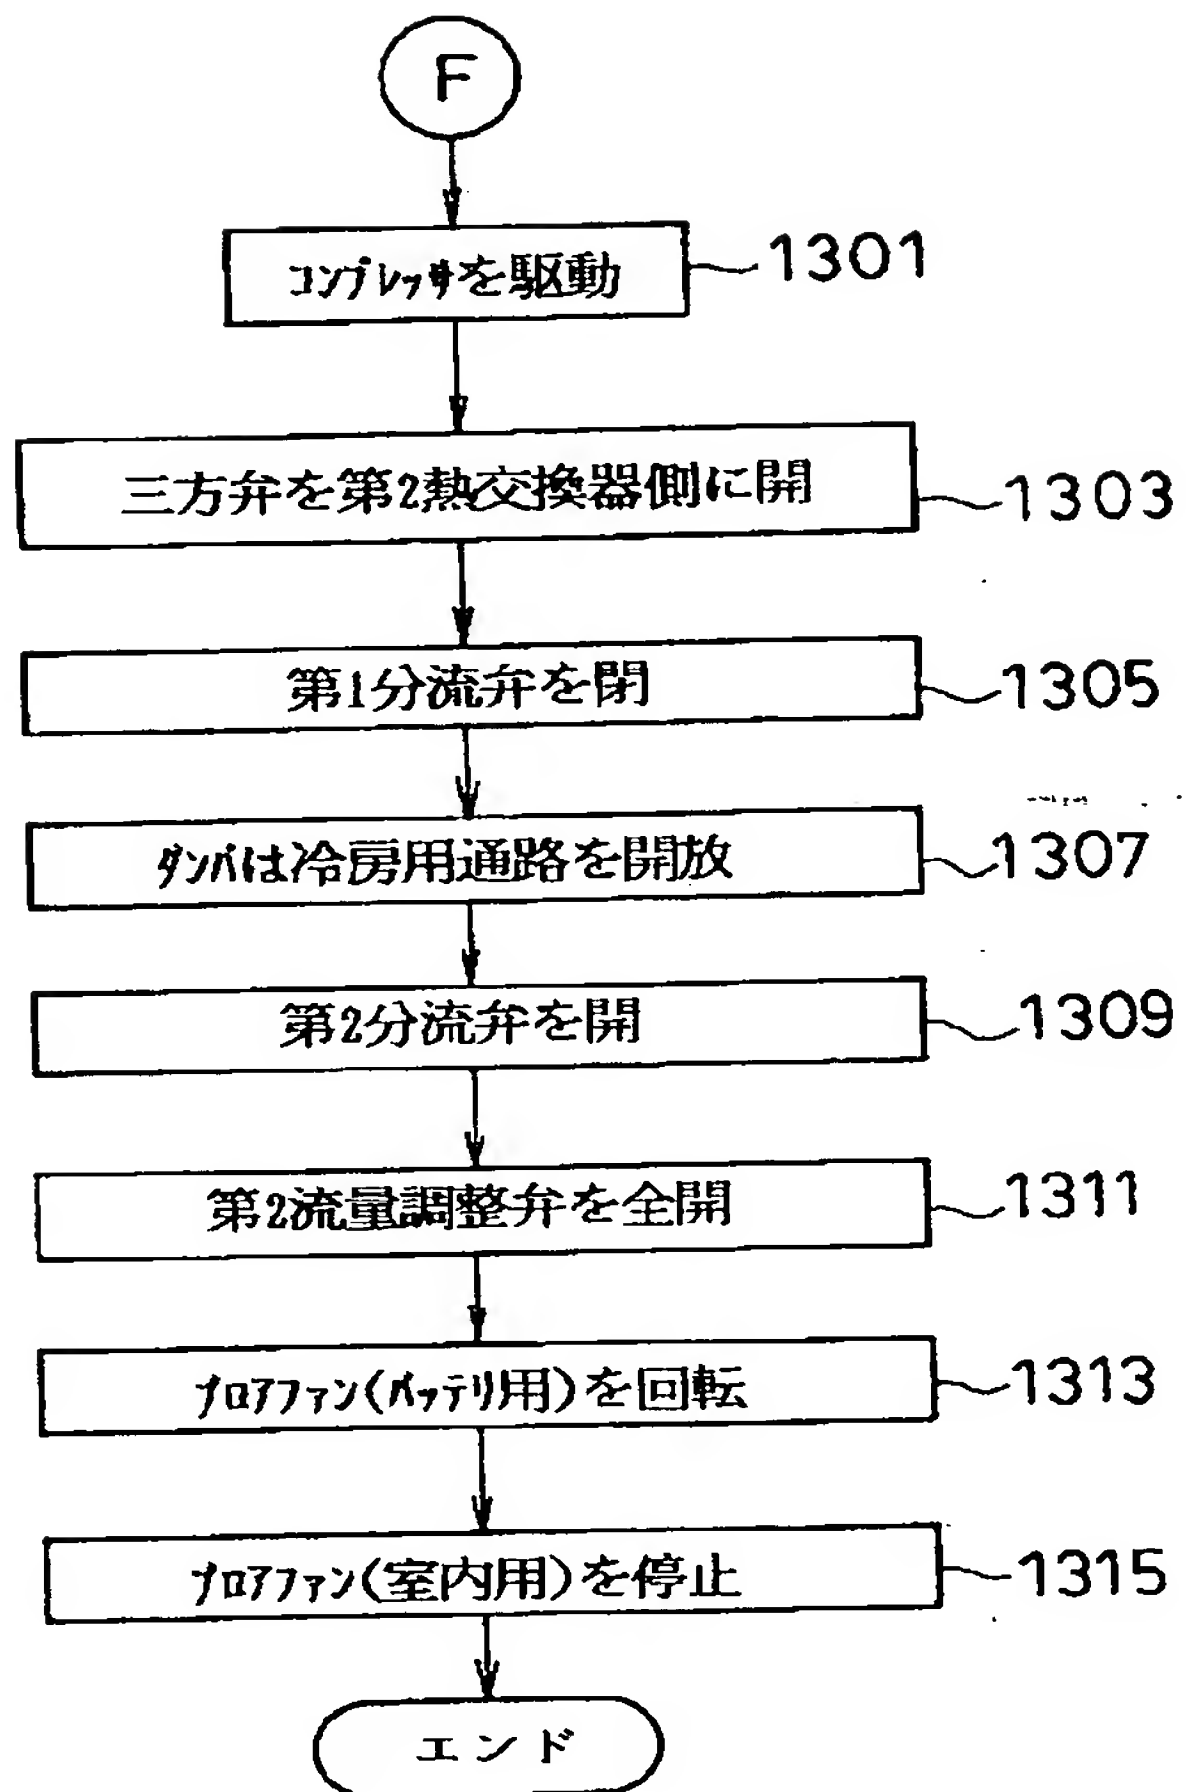 F
コンプレッサを駆動 1301
三方弁を第2熱交換器側に開 1303
第1分流弁を閉 1305
ダンパは冷房用通路を開放 1307
第2分流弁を開 1309
第2流量調整弁を全開 1311
ブロアファン(バッテリ用)を回転 1313
ブロアファン(室内用)を停止 1315
エンド